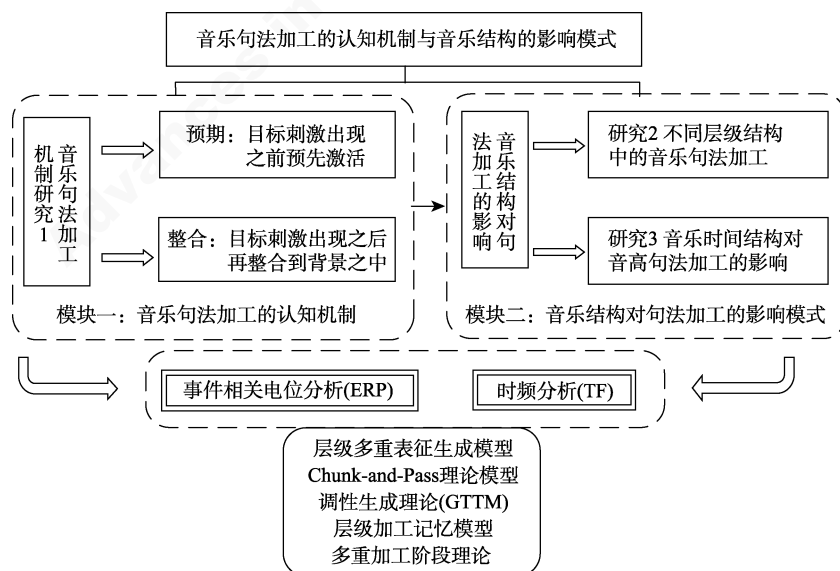 音乐句法加工的认知机制与音乐结构的影响模式
音乐句法加工
机制研究1
预期：目标刺激出现
之前预先激活
整合：目标刺激出现之后
再整合到背景之中
模块一：音乐句法加工的认知机制
音乐结构对句
法加工的影响
研究2 不同层级结构
中的音乐句法加工
研究3 音乐时间结构对
音高句法加工的影响
模块二：音乐结构对句法加工的影响模式
事件相关电位分析(ERP)
时频分析(TF)
层级多重表征生成模型
Chunk-and-Pass理论模型
调性生成理论(GTTM)
层级加工记忆模型
多重加工阶段理论